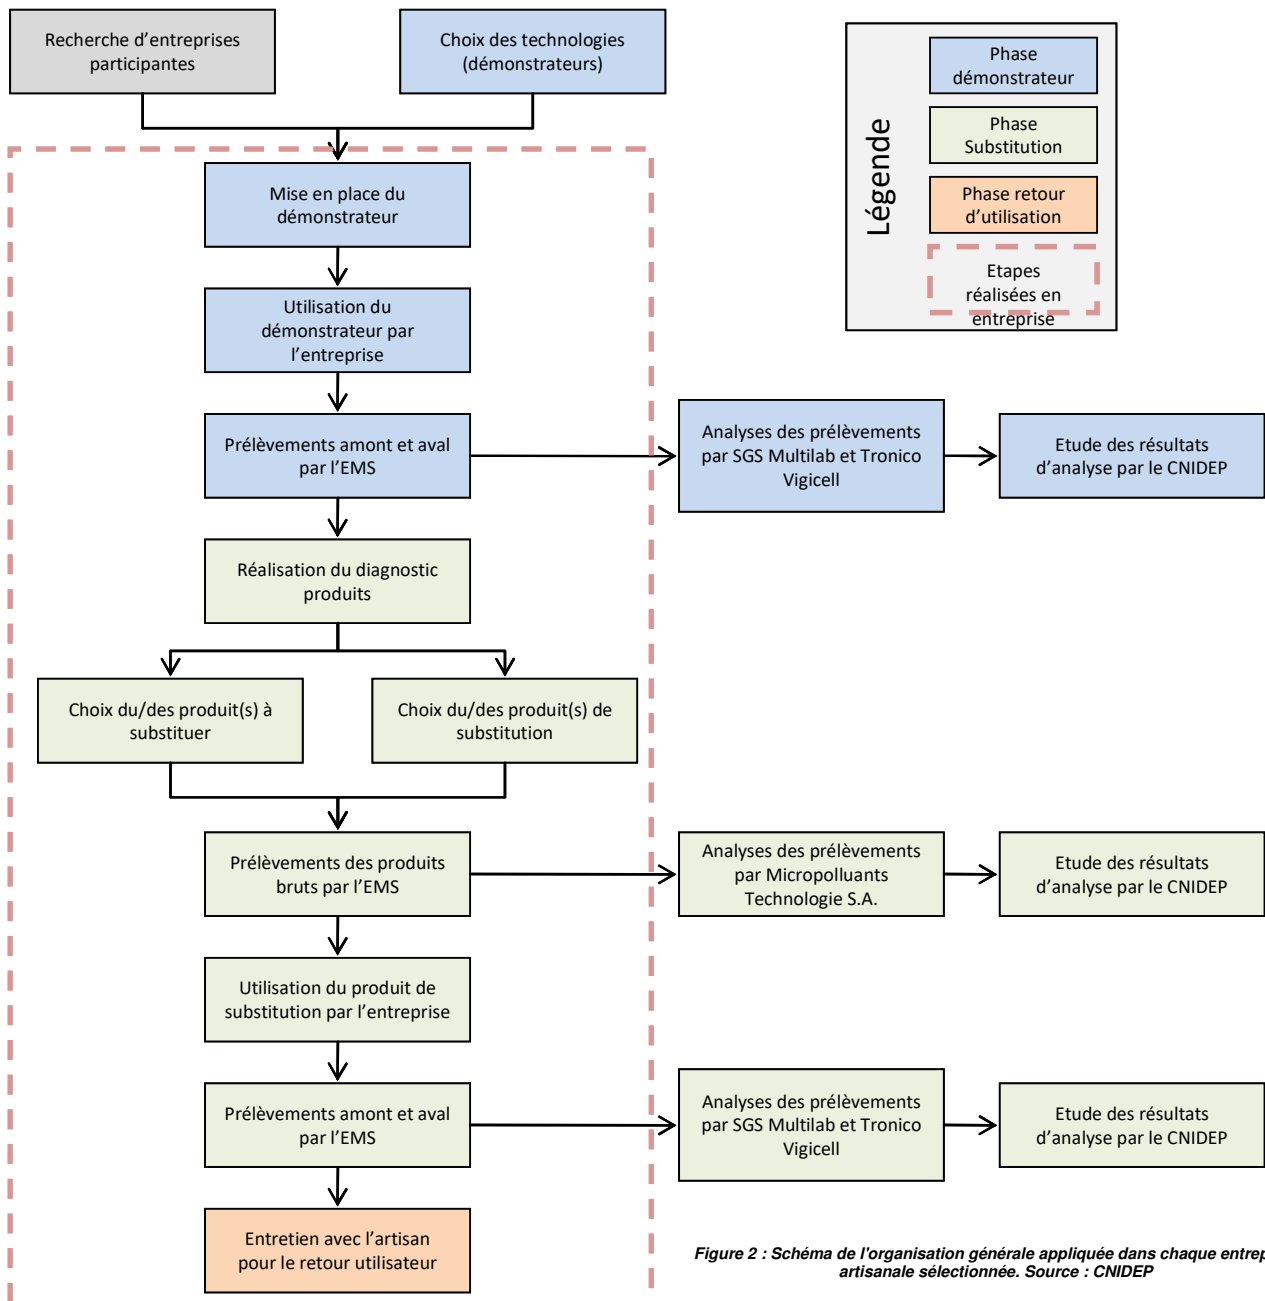 Recherche d’entreprises
participantes
Choix des technologies
(démonstrateurs)
Légende
Phase
démonstrateur
Phase
Substitution
Phase retour
d’utilisation
Etapes
réalisées en
entreprise
Mise en place du
démonstrateur
Utilisation du
démonstrateur par
l’entreprise
Prélèvements amont et aval
par l’EMS
Analyses des prélèvements
par SGS Multilab et Tronico
Vigicell
Etude des résultats
d’analyse par le CNIDEP
Réalisation du diagnostic
produits
Choix du/des produit(s) à
substituer
Choix du/des produit(s) de
substitution
Prélèvements des produits
bruts par l’EMS
Analyses des prélèvements
par Micropolluants
Technologie S.A.
Etude des résultats
d’analyse par le CNIDEP
Utilisation du produit de
substitution par l’entreprise
Prélèvements amont et aval
par l’EMS
Analyses des prélèvements
par SGS Multilab et Tronico
Vigicell
Etude des résultats
d’analyse par le CNIDEP
Entretien avec l’artisan
pour le retour utilisateur
Figure 2 : Schéma de l'organisation générale appliquée dans chaque
artisanale sélectionnée. Source : CNIDEP